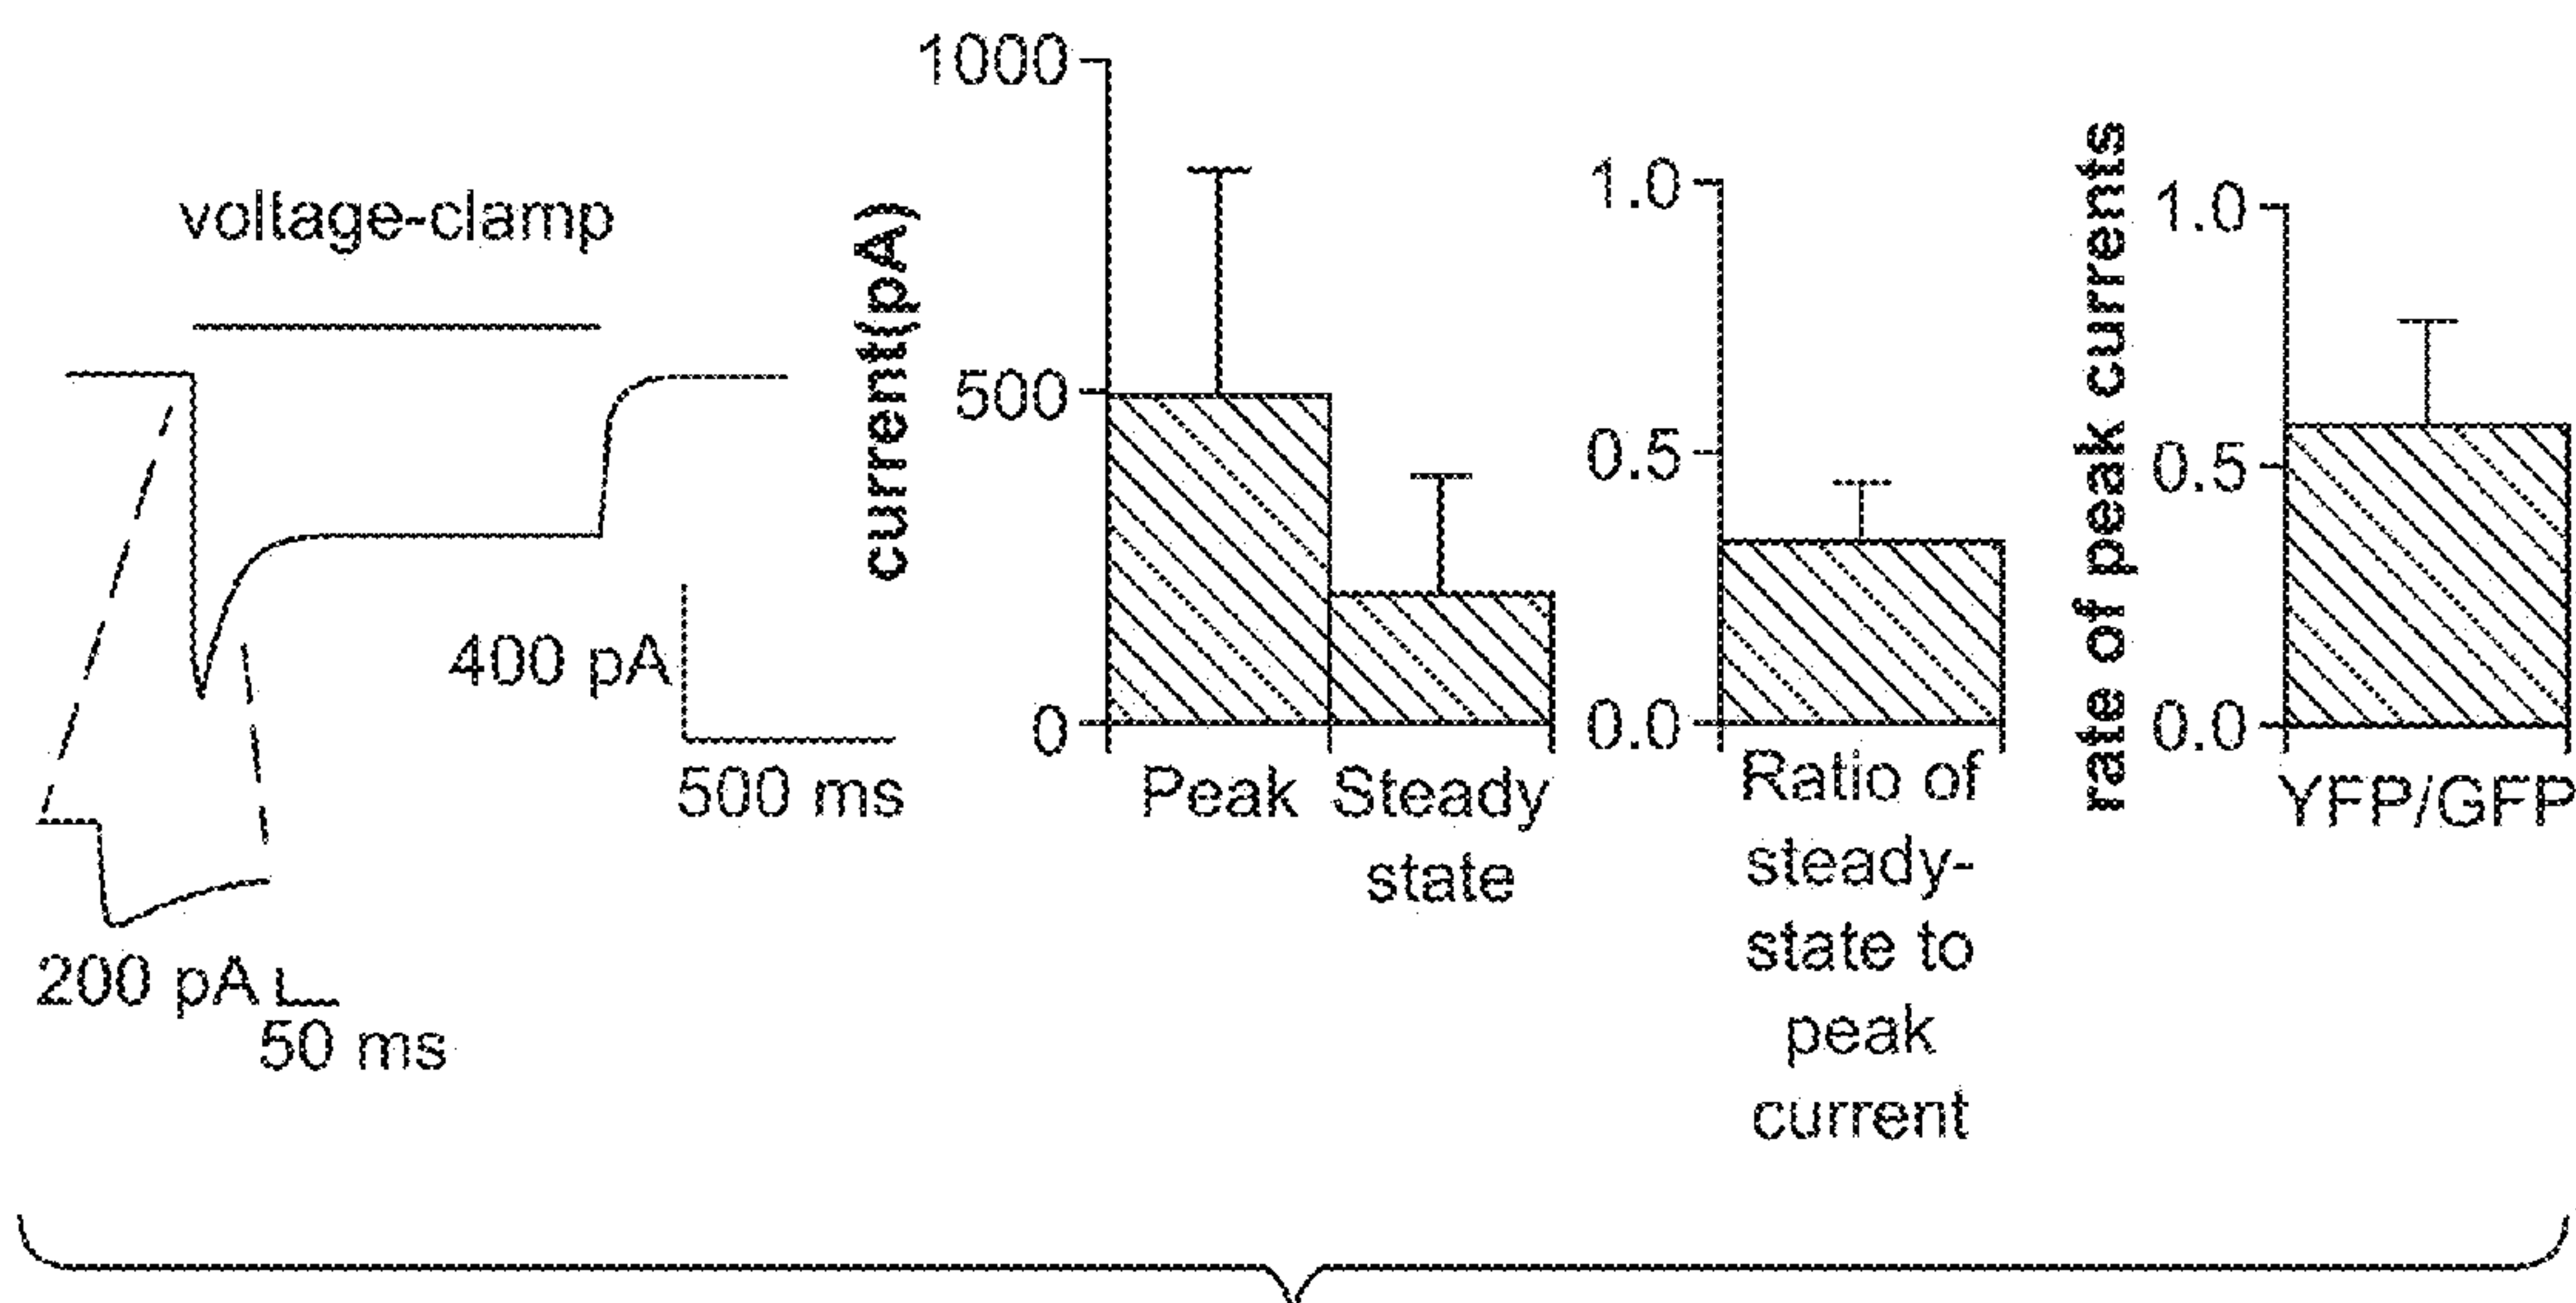 voltage-clamp
400 pA
500 ms
200 pA
50 ms
current(pA)
1000
500
0
Peak
Steady
state
1.0
0.5
0.0
Ratio of
steady-
state to
peak
current
rate of peak currents
1.0
0.5
0.0
YFP/GFP